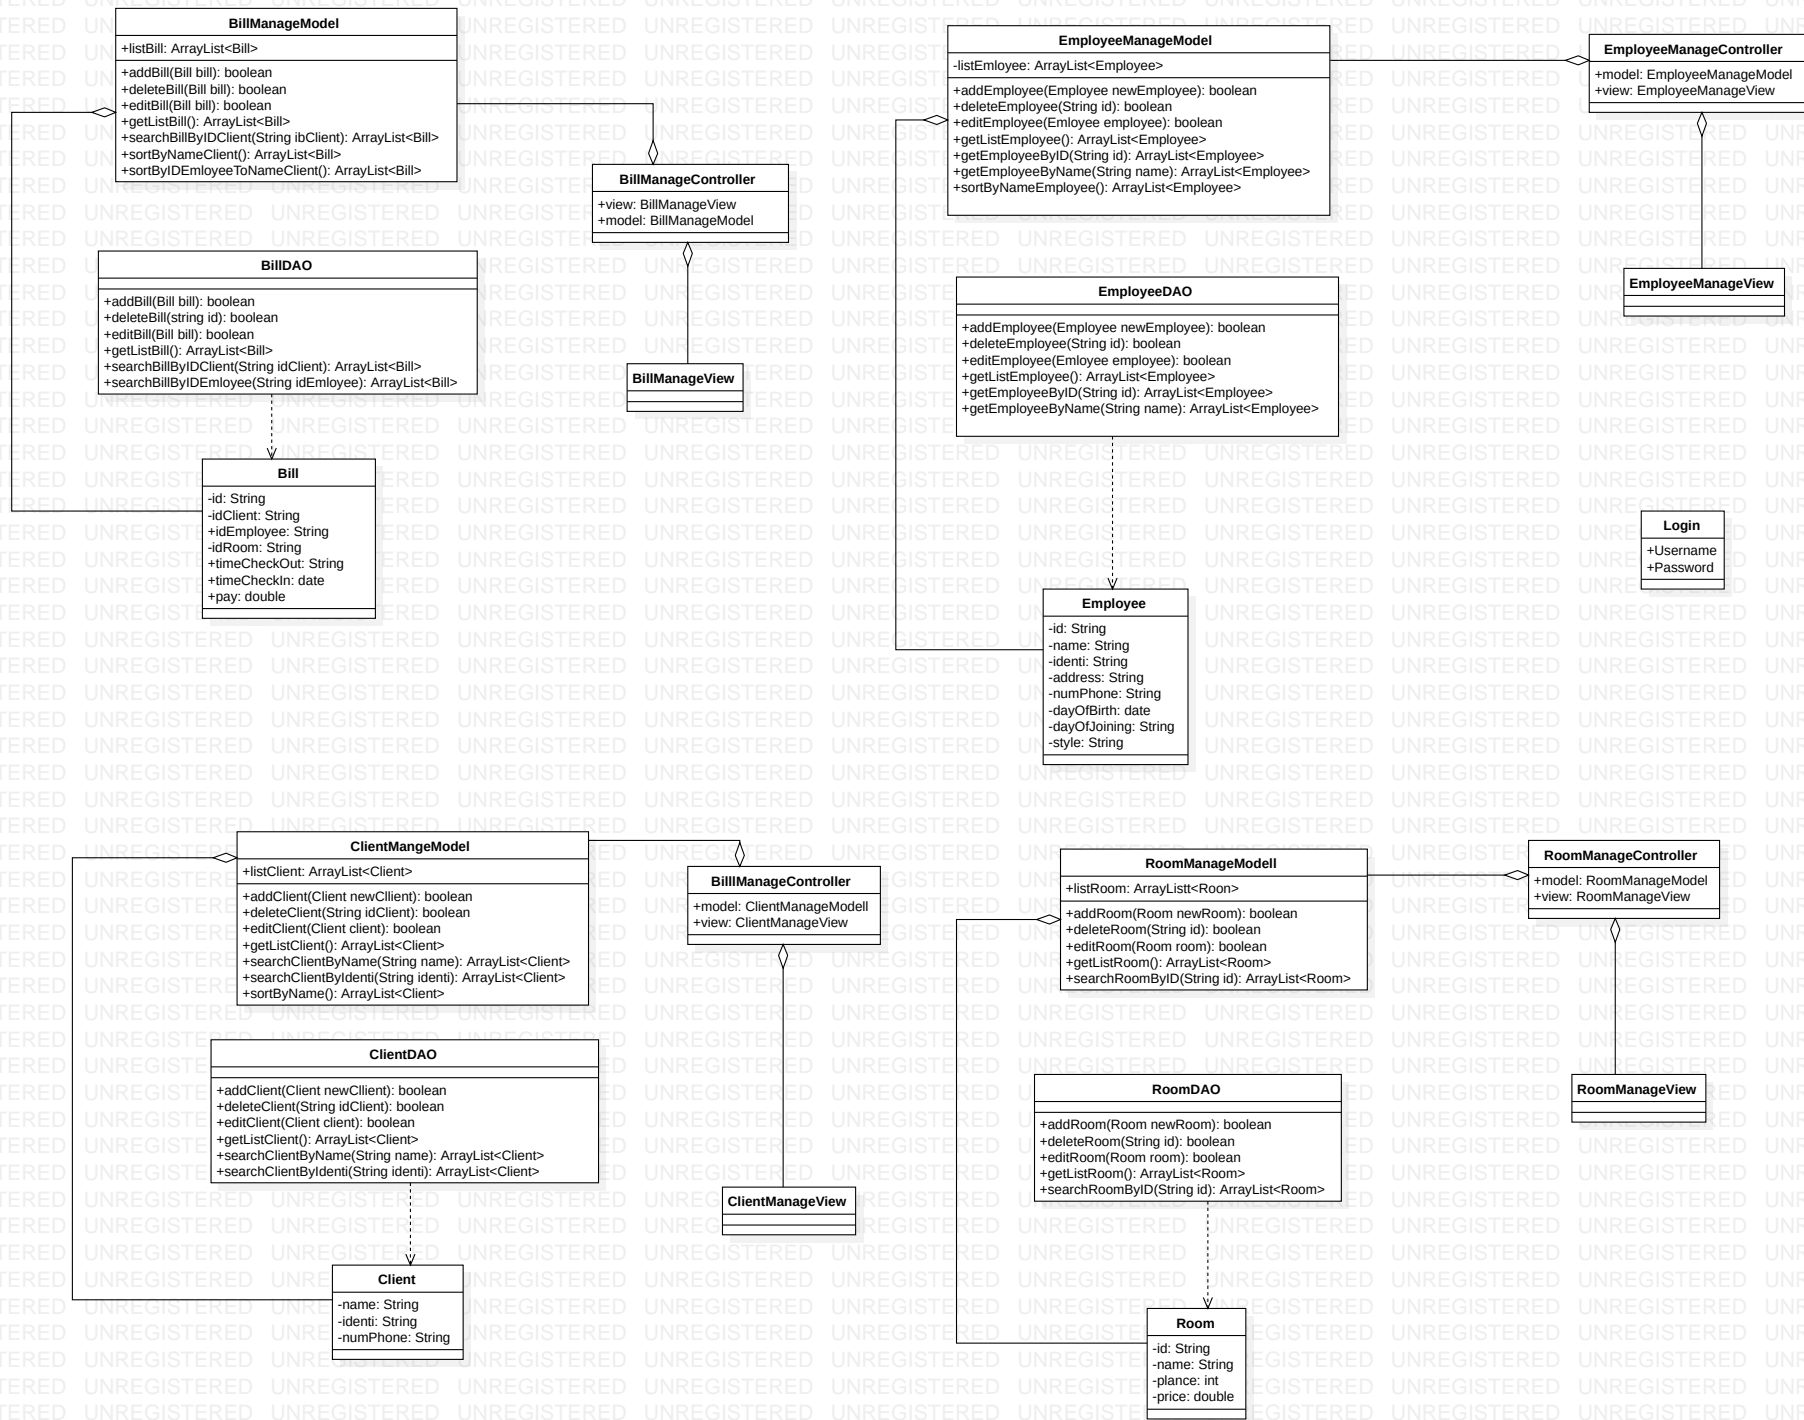 BillManageModel
+listBill: ArrayList<Bill>
+addBill(Bill bill): boolean
+deleteBill(Bill bill): boolean
+editBill(Bill bill): boolean
+getListBill(): ArrayList<Bill>
+searchBillByIDClient(String ibClient): ArrayList<Bill>
+sortByNameClient(): ArrayList<Bill>
+sortByIDEmloyeeToNameClient(): ArrayList<Bill>
BillManageController
+view: BillManageView
+model: BillManageModel
BillDAO
+addBill(Bill bill): boolean
+deleteBill(string id): boolean
+editBill(Bill bill): boolean
+getListBill(): ArrayList<Bill>
+searchBillByIDClient(String idClient): ArrayList<Bill>
+searchBillByIDEmloyee(String idEmloyee): ArrayList<Bill>
BillManageView
Bill
-id: String
-idClient: String
+idEmployee: String
-idRoom: String
+timeCheckOut: String
+timeCheckIn: date
+pay: double
EmployeeManageModel
-listEmloyee: ArrayList<Employee>
+addEmployee(Employee newEmployee): boolean
+deleteEmployee(String id): boolean
+editEmployee(Emloyee employee): boolean
+getListEmployee(): ArrayList<Employee>
+getEmployeeByID(String id): ArrayList<Employee>
+getEmployeeByName(String name): ArrayList<Employee>
+sortByNameEmployee(): ArrayList<Employee>
EmployeeManageController
+model: EmployeeManageModel
+view: EmployeeManageView
EmployeeManageView
EmployeeDAO
+addEmployee(Employee newEmployee): boolean
+deleteEmployee(String id): boolean
+editEmployee(Emloyee employee): boolean
+getListEmployee(): ArrayList<Employee>
+getEmployeeByID(String id): ArrayList<Employee>
+getEmployeeByName(String name): ArrayList<Employee>
Login
+Username
+Password
Employee
-id: String
-name: String
-identi: String
-address: String
-numPhone: String
-dayOfBirth: date
-dayOfJoining: String
-style: String
ClientMangeModel
+listClient: ArrayList<Client>
+addClient(Client newCllient): boolean
+deleteClient(String idClient): boolean
+editClient(Client client): boolean
+getListClient(): ArrayList<Client>
+searchClientByName(String name): ArrayList<Client>
+searchClientByIdenti(String identi): ArrayList<Client>
+sortByName(): ArrayList<Client>
BilllManageController
+model: ClientManageModell
+view: ClientManageView
ClientDAO
+addClient(Client newCllient): boolean
+deleteClient(String idClient): boolean
+editClient(Client client): boolean
+getListClient(): ArrayList<Client>
+searchClientByName(String name): ArrayList<Client>
+searchClientByIdenti(String identi): ArrayList<Client>
ClientManageView
Client
-name: String
-identi: String
-numPhone: String
RoomManageModell
+listRoom: ArrayListt<Roon>
+addRoom(Room newRoom): boolean
+deleteRoom(String id): boolean
+editRoom(Room room): boolean
+getListRoom(): ArrayList<Room>
+searchRoomByID(String id): ArrayList<Room>
RoomManageController
+model: RoomManageModel
+view: RoomManageView
RoomDAO
+addRoom(Room newRoom): boolean
+deleteRoom(String id): boolean
+editRoom(Room room): boolean
+getListRoom(): ArrayList<Room>
+searchRoomByID(String id): ArrayList<Room>
RoomManageView
Room
-id: String
-name: String
-plance: int
-price: double
UNREGISTERED